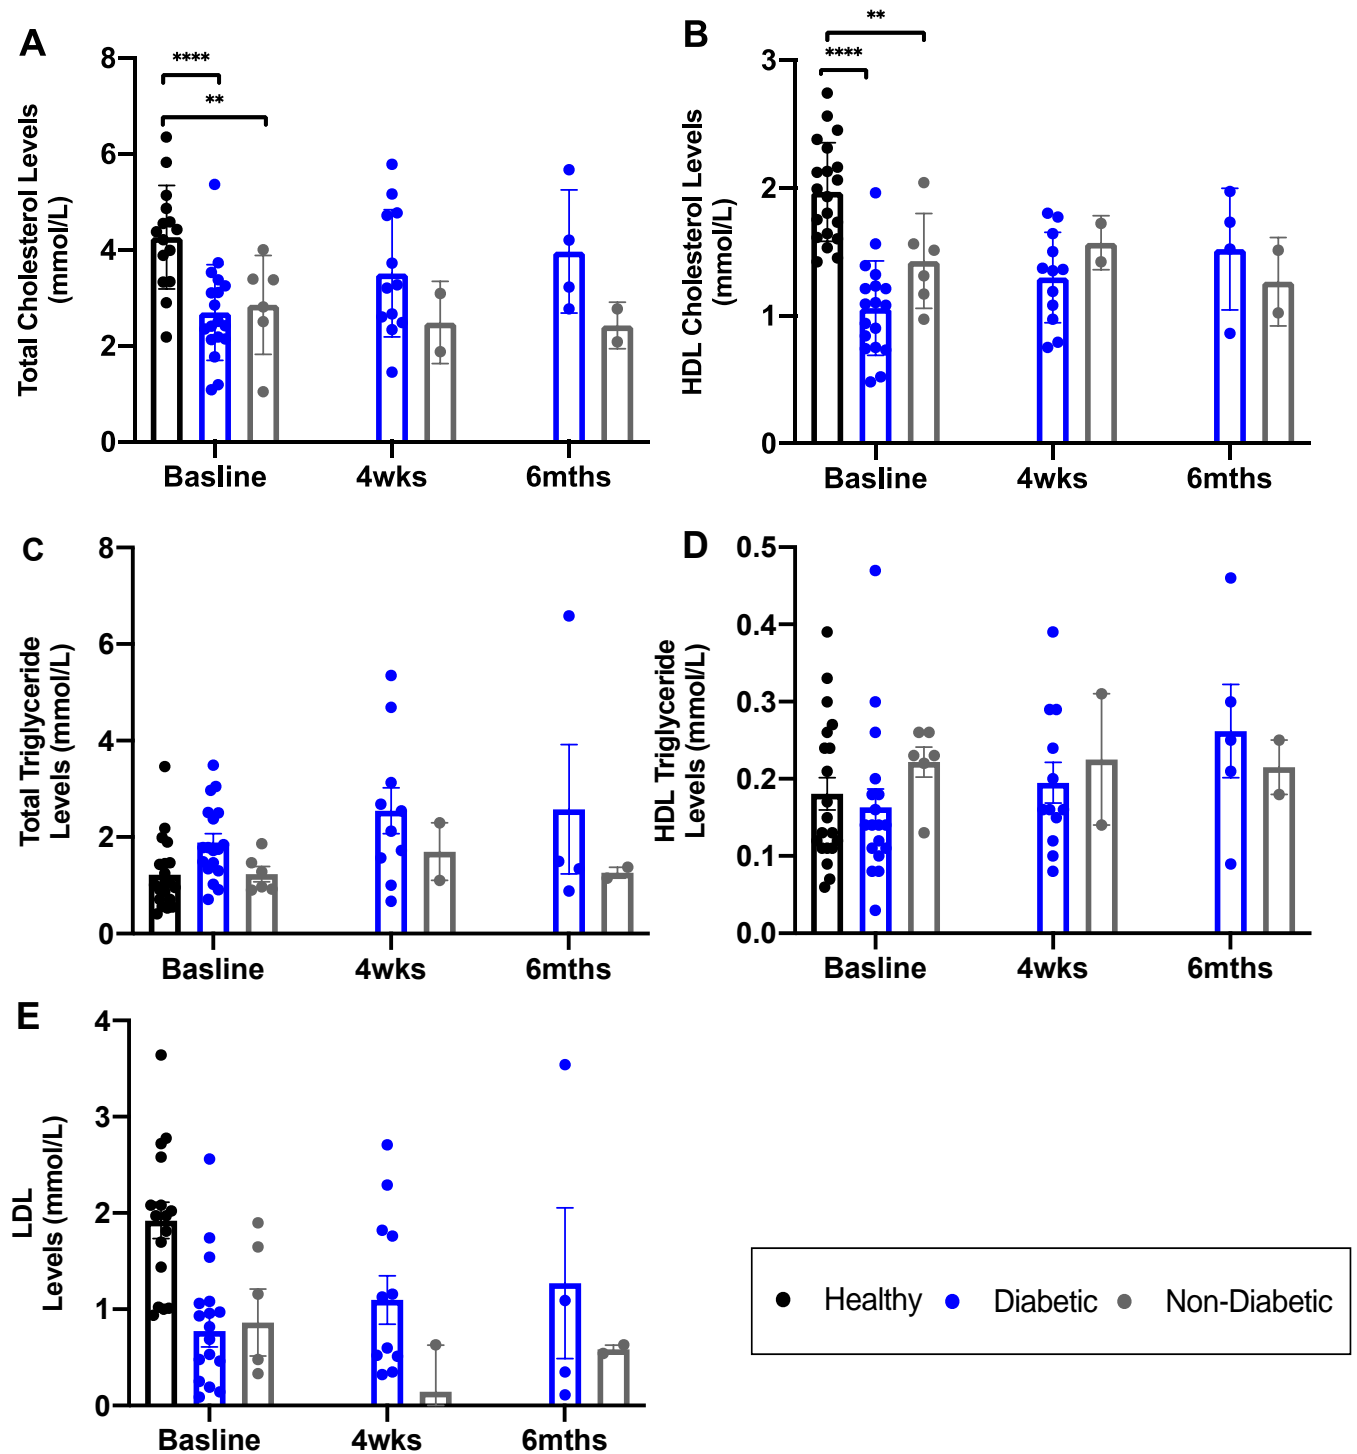 A
Total Cholesterol Levels
(mmol/L)
8
6
4
2
0
****
**
Basline 4wks 6mths
B
HDL Cholesterol Levels
(mmol/L)
3
2
1
0
**
****
Basline 4wks 6mths
C
Total Triglyceride
Levels (mmol/L)
8
6
4
2
0
Basline 4wks 6mths
D
HDL Triglyceride
Levels (mmol/L)
0.5
0.4
0.3
0.2
0.1
0.0
Basline 4wks 6mths
E
LDL
Levels (mmol/L)
4
3
2
1
0
Basline 4wks 6mths
Healthy Diabetic Non-Diabetic